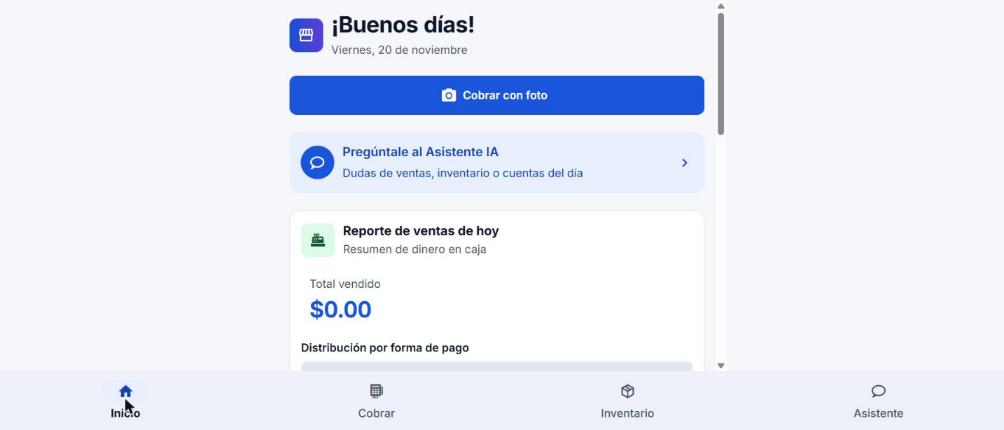 ¡Buenos días!
Viernes, 20 de noviembre
Cobrar con foto
Pregúntale al Asistente IA
Dudas de ventas, inventario o cuentas del día
Reporte de ventas de hoy
Resumen de dinero en caja
Total vendido
$0.00
Distribución por forma de pago
Inicio
Cobrar
Inventario
Asistente